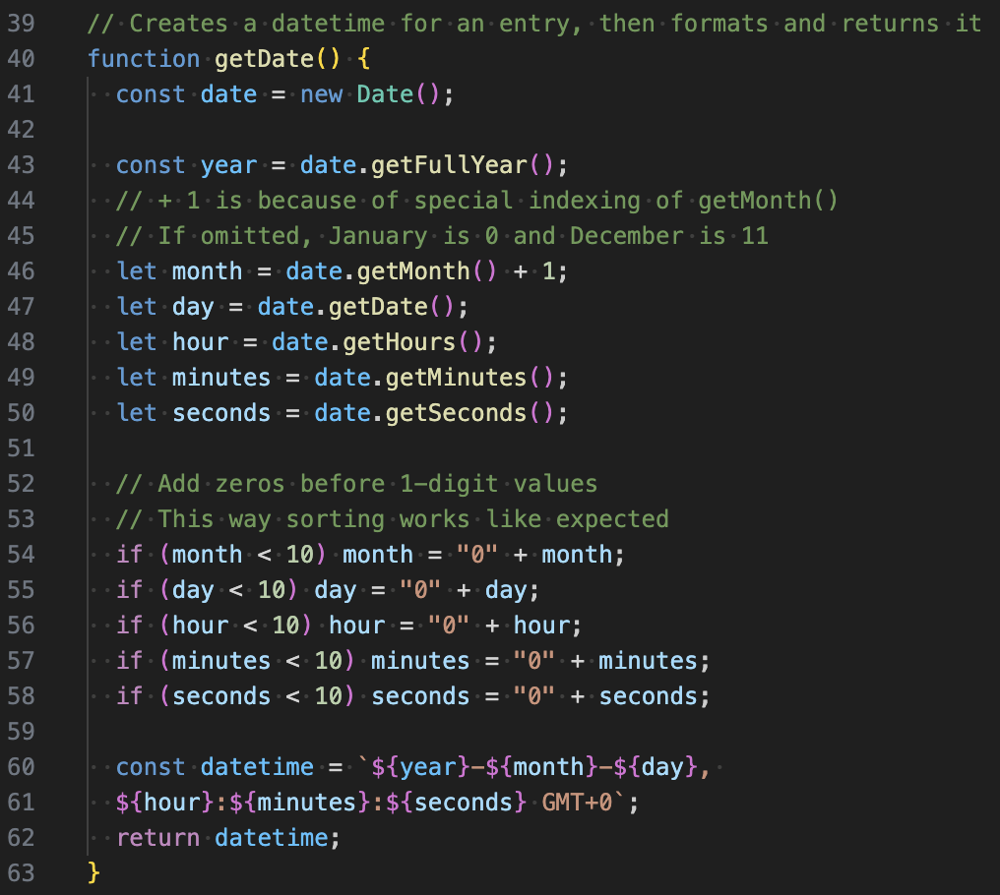 39 // Creates a datetime for an entry, then formats and returns it
40 function getDate() {
41   const date = new Date();
42
43   const year = date.getFullYear();
44   // + 1 is because of special indexing of getMonth()
45   // If omitted, January is 0 and December is 11
46   let month = date.getMonth() + 1;
47   let day = date.getDate();
48   let hour = date.getHours();
49   let minutes = date.getMinutes();
50   let seconds = date.getSeconds();
51
52   // Add zeros before 1-digit values
53   // This way sorting works like expected
54   if (month < 10) month = "0" + month;
55   if (day < 10) day = "0" + day;
56   if (hour < 10) hour = "0" + hour;
57   if (minutes < 10) minutes = "0" + minutes;
58   if (seconds < 10) seconds = "0" + seconds;
59
60   const datetime = `${year}-${month}-${day}, 
61   ${hour}:${minutes}:${seconds} GMT+0`;
62   return datetime;
63 }